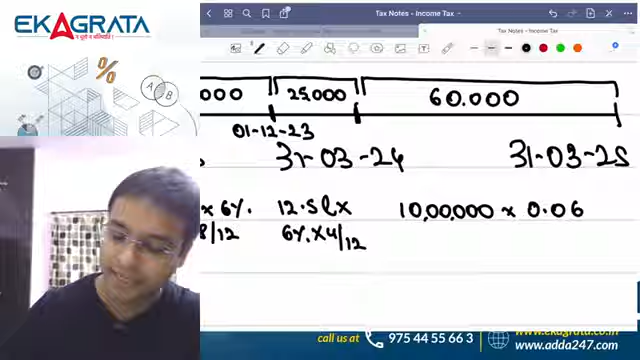 EKAGRATA
Tax Notes - Income Tax
Tax Notes - Income Tax
%
A
B
000
25,000
60.000
01-12-23
31-03-24
31-03-25
x 6%.
12.5L x
10,00,000 x 0.06
8/12
6%. x 4/12
call us at
975 44 55 66 3
www.ekagrata.co.in
www.adda247.com